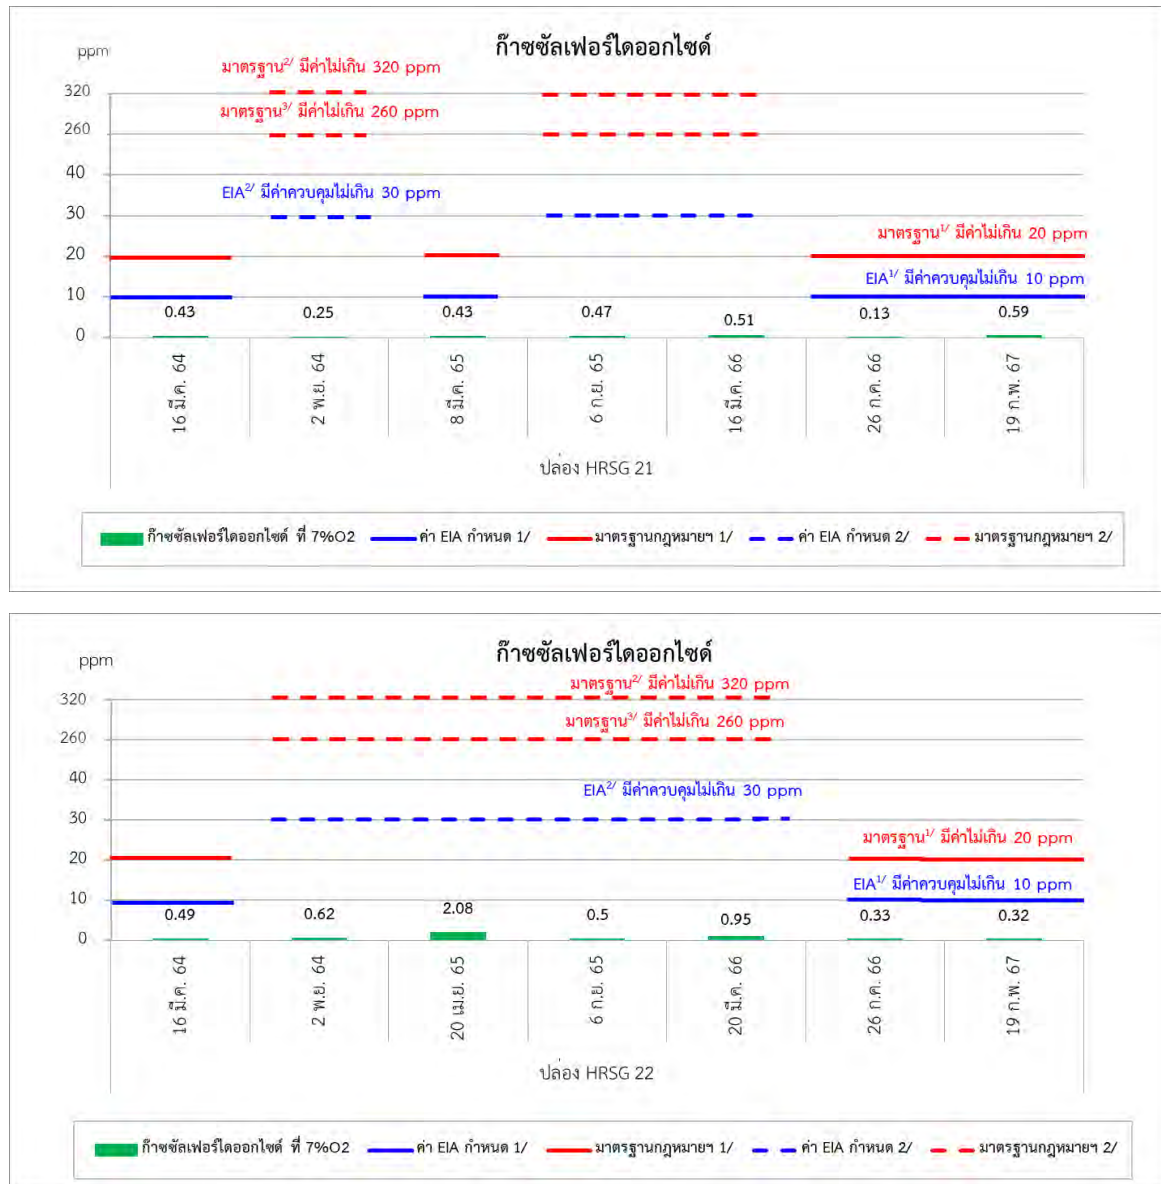 ก๊าซซัลเฟอร์ไดออกไซด์
ppm
มาตรฐาน2/ มีค่าไม่เกิน 320 ppm
320
มาตรฐาน3/ มีค่าไม่เกิน 260 ppm
260
40
EIA2/ มีค่าควบคุมไม่เกิน 30 ppm
30
มาตรฐาน1/ มีค่าไม่เกิน 20 ppm
20
EIA1/ มีค่าควบคุมไม่เกิน 10 ppm
10
0.43 0.25 0.43 0.47 0.51 0.13 0.59
0
16 มี.ค. 64 2 พ.ย. 64 8 มี.ค. 65 6 ก.ย. 65 16 มี.ค. 66 26 ก.ค. 66 19 ก.พ. 67
ปล่อง HRSG 21
ก๊าซซัลเฟอร์ไดออกไซด์ ที่ 7%O2 ค่า EIA กำหนด 1/ มาตรฐานกฎหมายฯ 1/ ค่า EIA กำหนด 2/ มาตรฐานกฎหมายฯ 2/
ก๊าซซัลเฟอร์ไดออกไซด์
ppm
มาตรฐาน2/ มีค่าไม่เกิน 320 ppm
320
มาตรฐาน3/ มีค่าไม่เกิน 260 ppm
260
40
EIA2/ มีค่าควบคุมไม่เกิน 30 ppm
30
มาตรฐาน1/ มีค่าไม่เกิน 20 ppm
20
EIA1/ มีค่าควบคุมไม่เกิน 10 ppm
10
0.49 0.62 2.08 0.5 0.95 0.33 0.32
0
16 มี.ค. 64 2 พ.ย. 64 20 เม.ย. 65 6 ก.ย. 65 20 มี.ค. 66 26 ก.ค. 66 19 ก.พ. 67
ปล่อง HRSG 22
ก๊าซซัลเฟอร์ไดออกไซด์ ที่ 7%O2 ค่า EIA กำหนด 1/ มาตรฐานกฎหมายฯ 1/ ค่า EIA กำหนด 2/ มาตรฐานกฎหมายฯ 2/